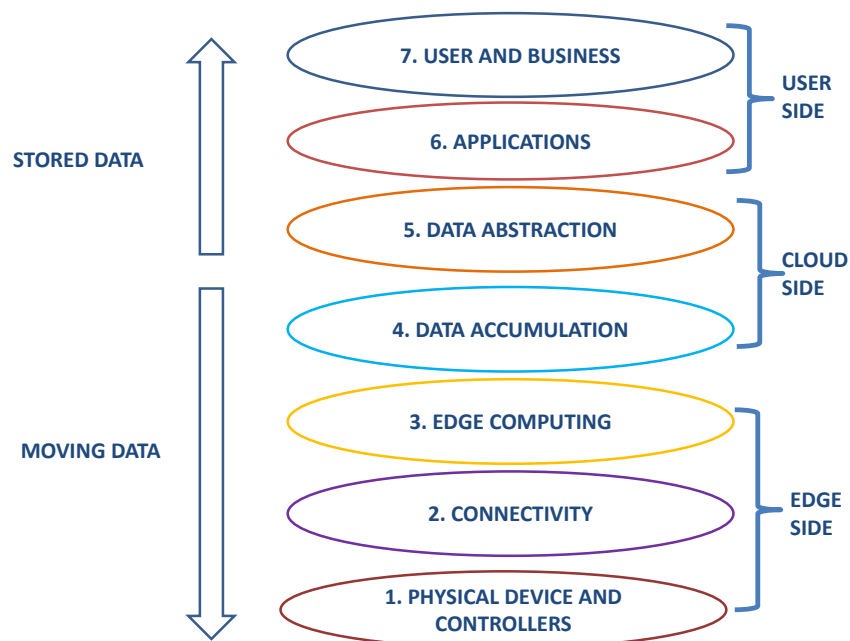 7. USER AND BUSINESS
USER
SIDE
6. APPLICATIONS
STORED DATA
5. DATA ABSTRACTION
CLOUD
SIDE
4. DATA ACCUMULATION
3. EDGE COMPUTING
MOVING DATA
2. CONNECTIVITY
EDGE
SIDE
1. PHYSICAL DEVICE AND
CONTROLLERS